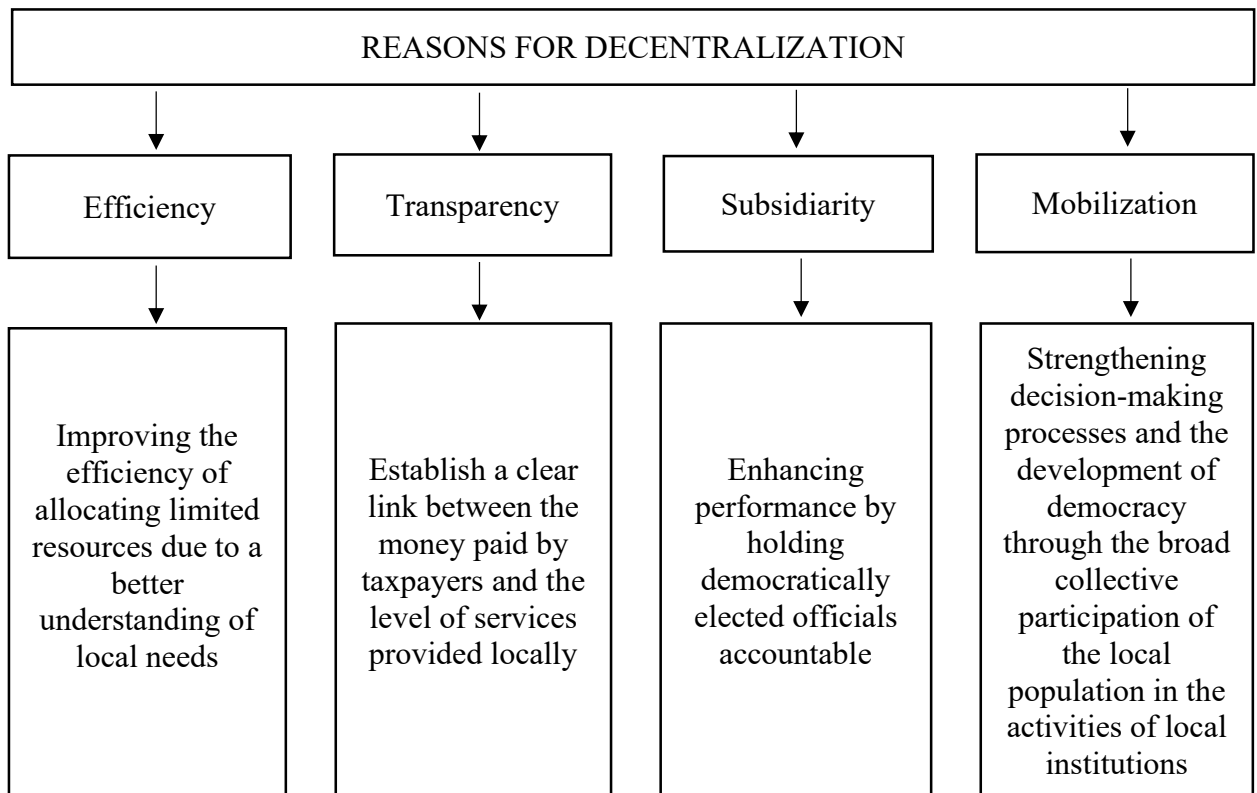 REASONS FOR DECENTRALIZATION
Efficiency
Transparency
Subsidiarity
Mobilization
Improving the
efficiency of
allocating limited
resources due to a
better
understanding of
local needs
Establish a clear
link between the
money paid by
taxpayers and the
level of services
provided locally
Enhancing
performance by
holding
democratically
elected officials
accountable
Strengthening
decision-making
processes and the
development of
democracy
through the broad
collective
participation of
the local
population in the
activities of local
institutions